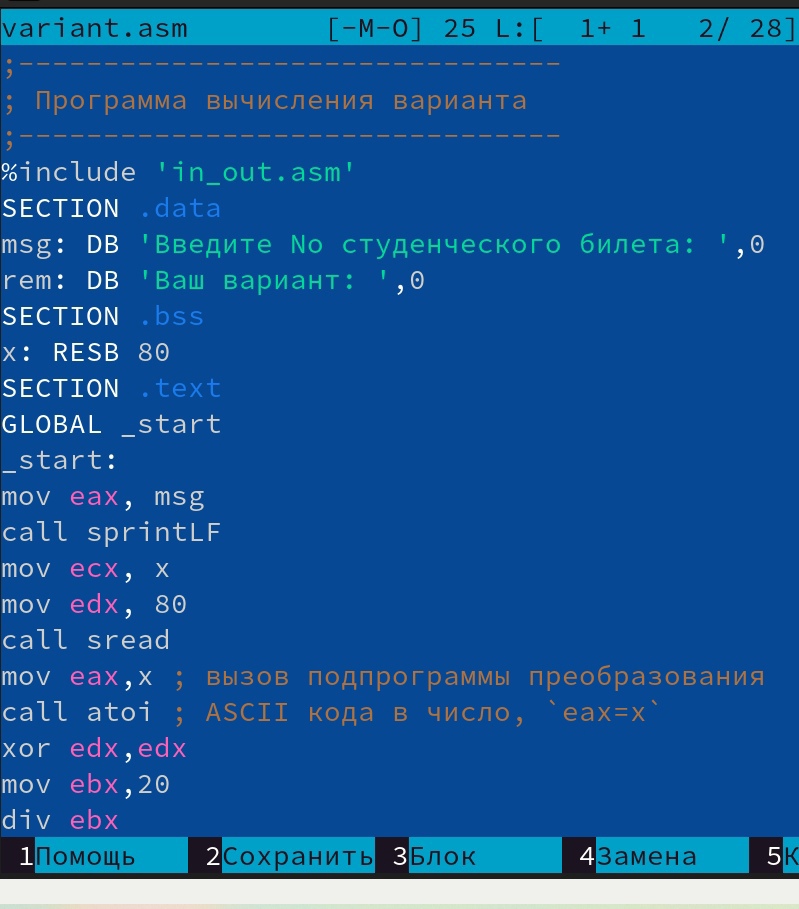 variant.asm [-M-O] 25 L:[ 1+ 1 2/ 28]
;--------------------------------
; Программа вычисления варианта
;--------------------------------
%include 'in_out.asm'
SECTION .data
msg: DB 'Введите No студенческого билета: ',0
rem: DB 'Ваш вариант: ',0
SECTION .bss
x: RESB 80
SECTION .text
GLOBAL _start
_start:
mov eax, msg
call sprintLF
mov ecx, x
mov edx, 80
call sread
mov eax,x ; вызов подпрограммы преобразования
call atoi ; ASCII кода в число, `eax=x`
xor edx,edx
mov ebx,20
div ebx
1Помощь 2Сохранить 3Блок 4Замена 5К